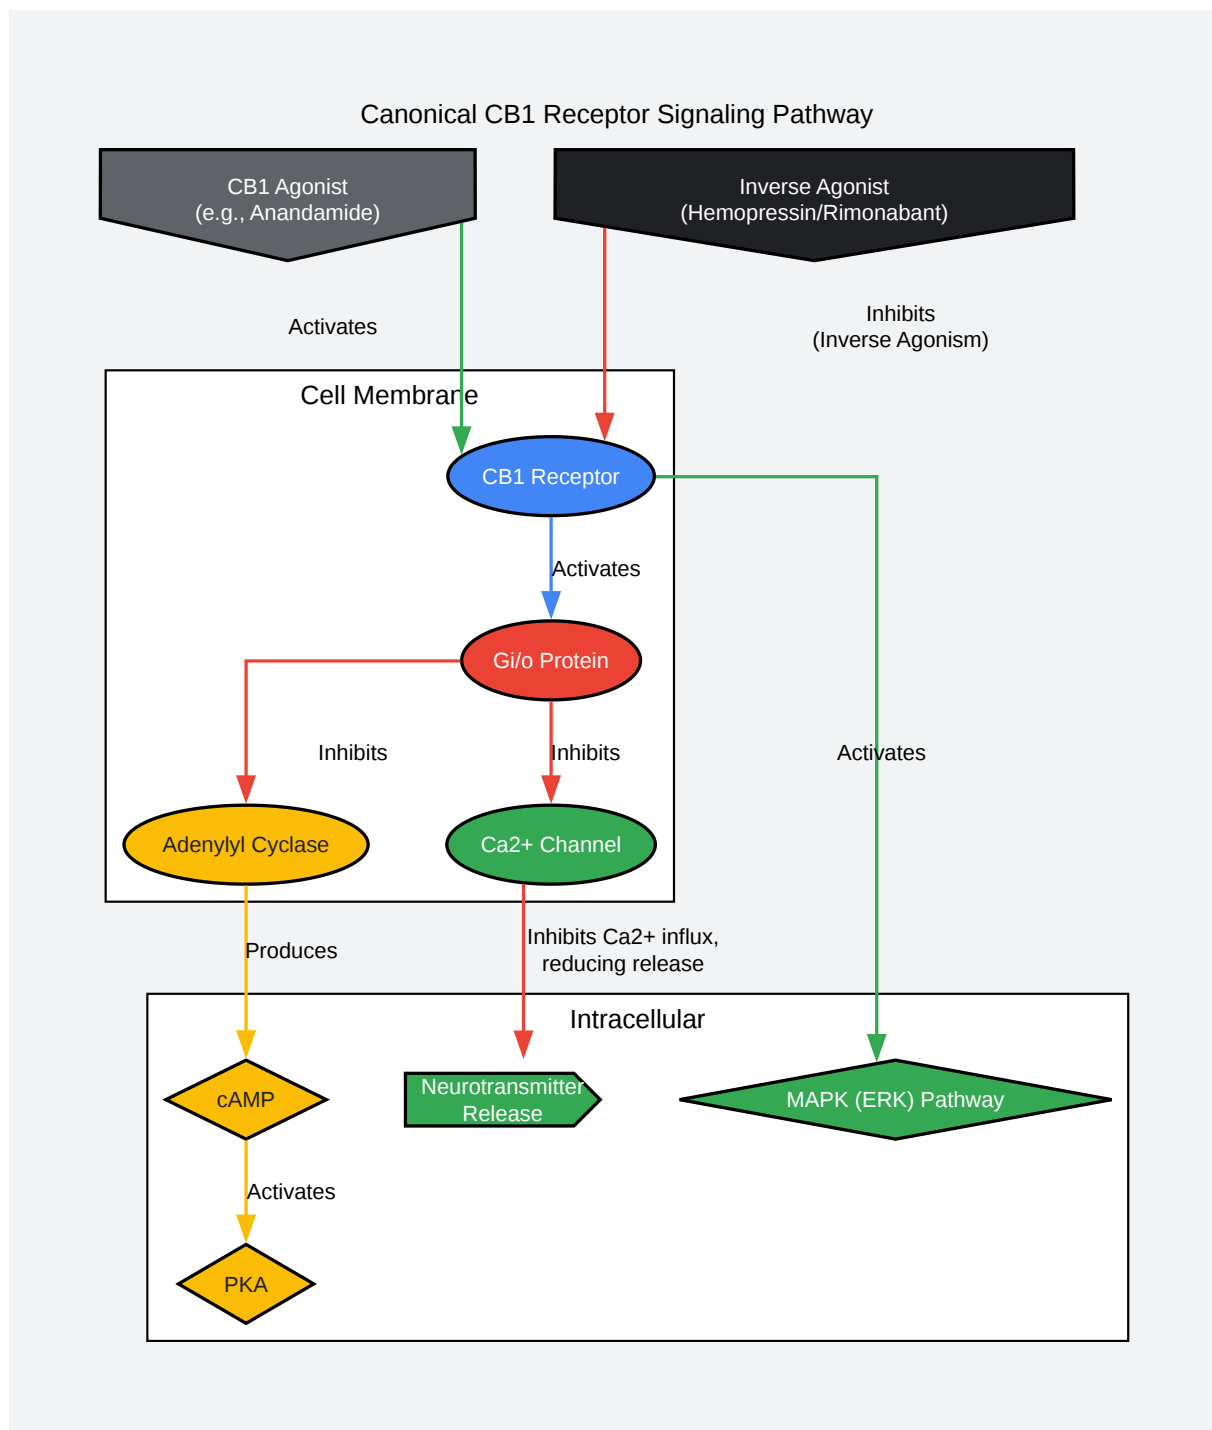 Canonical CB1 Receptor Signaling Pathway
CB1 Agonist
(e.g., Anandamide)
Inverse Agonist
(Hemopressin/Rimonabant)
Activates
Inhibits
(Inverse Agonism)
Cell Membrane
CB1 Receptor
Activates
Gi/o Protein
Inhibits
Inhibits
Activates
Adenylyl Cyclase
Ca2+ Channel
Produces
Inhibits Ca2+ influx,
reducing release
Intracellular
cAMP
Neurotransmitter
Release
MAPK (ERK) Pathway
Activates
PKA